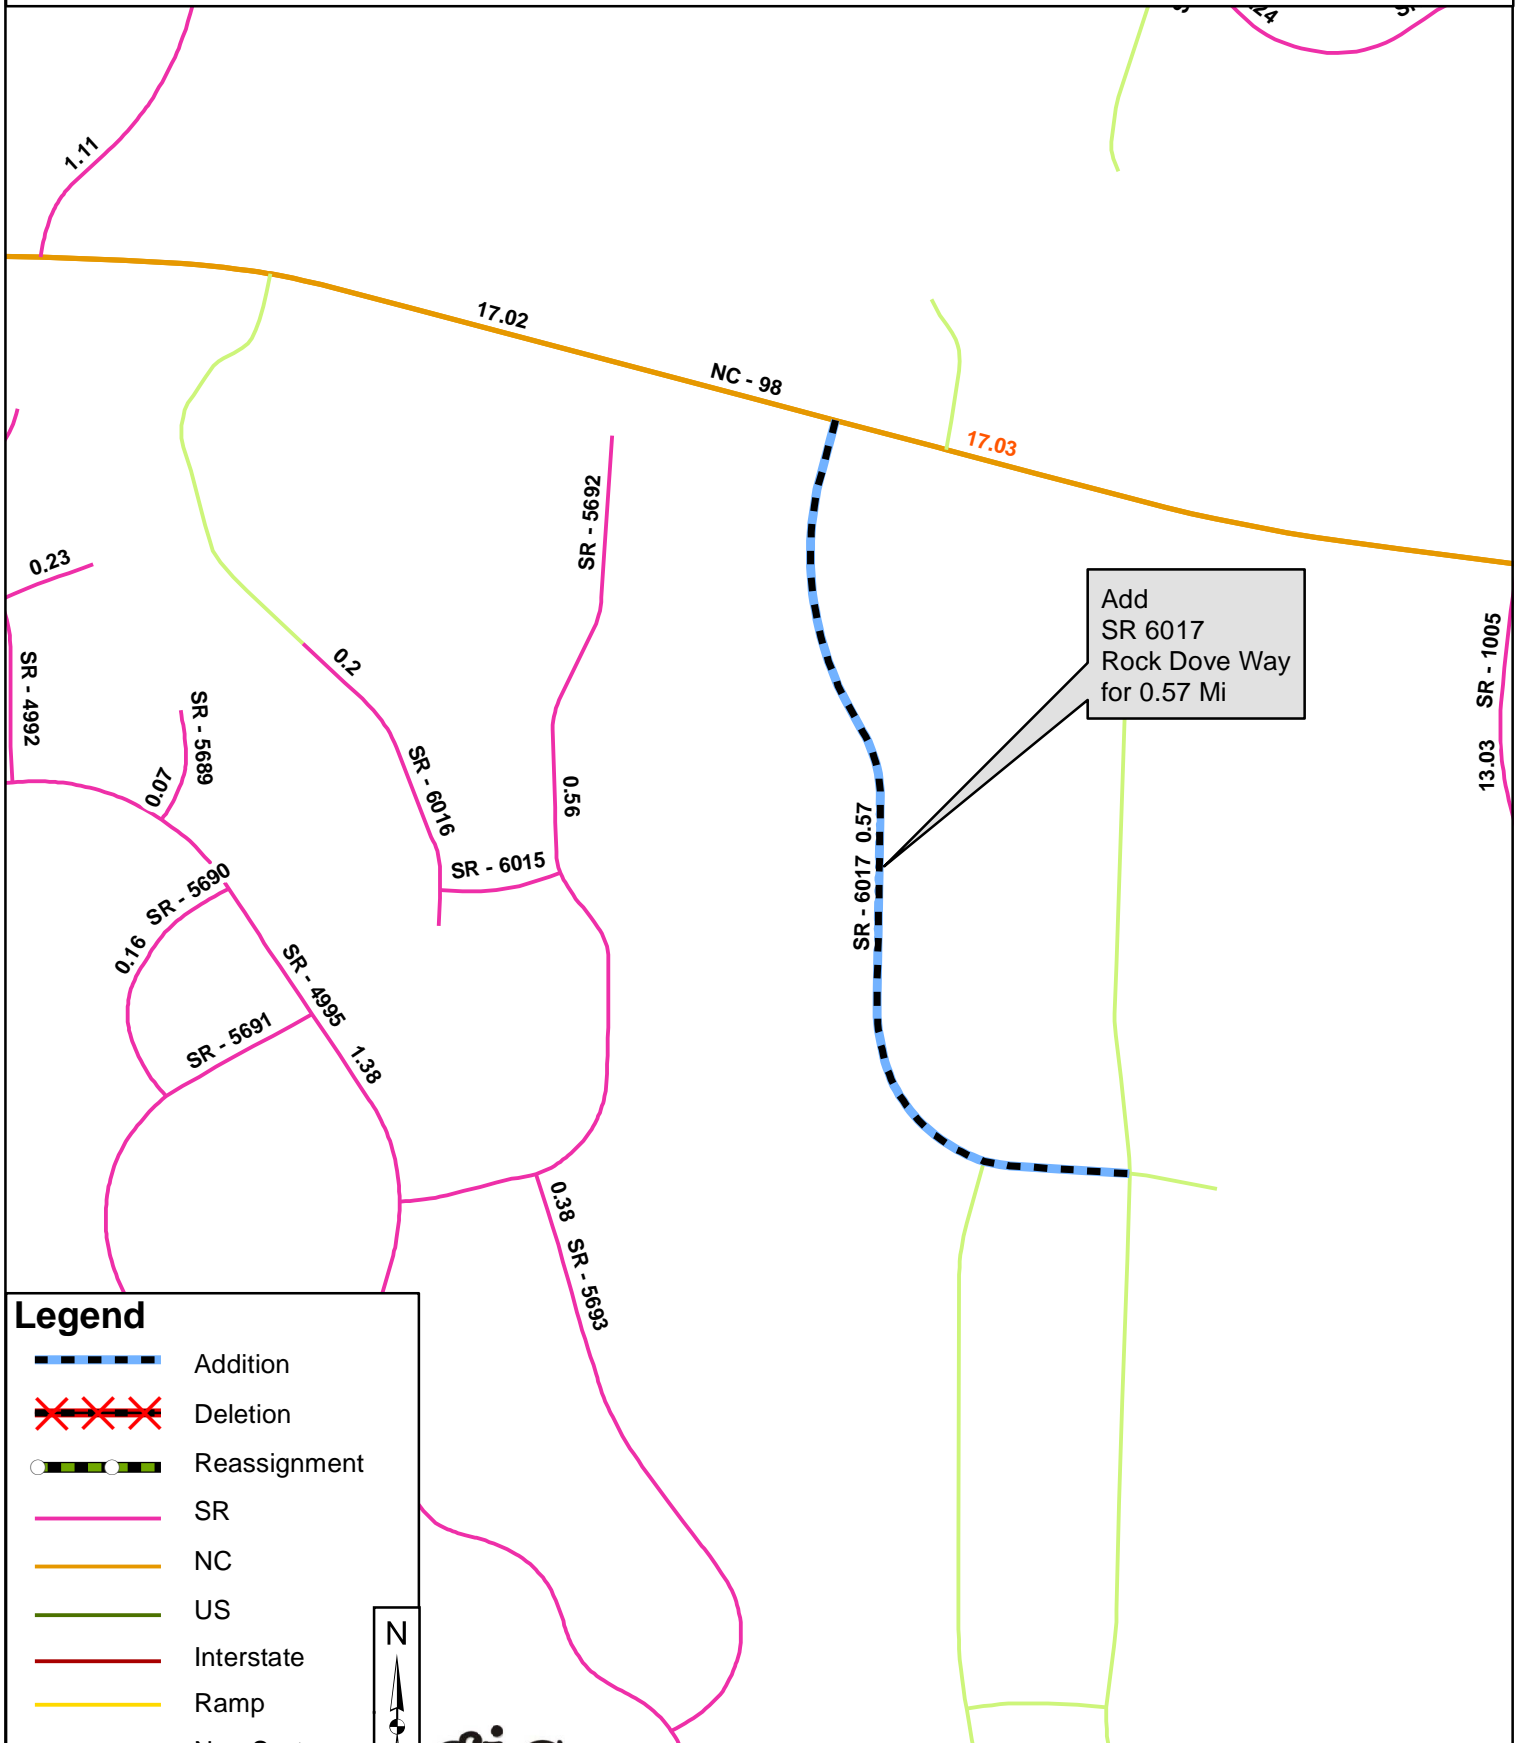 24
1.11
17.02
NC - 98
17.03
SR - 5692
0.23
Add
SR 6017
Rock Dove Way
for 0.57 Mi
SR - 1005
13.03
SR - 4992
0.2
SR - 5689
0.07
SR - 6016
0.56
SR - 6017 0.57
SR - 6015
SR - 5690
0.16
SR - 4995
1.38
SR - 5691
0.38 SR - 5693
Legend
Addition
Deletion
Reassignment
SR
NC
US
Interstate
Ramp
N